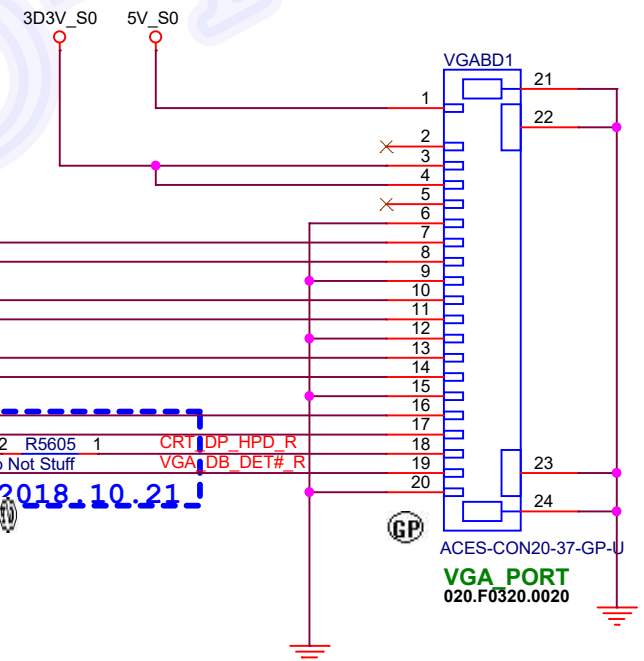 3D3V_S0 5V_S0
VGABD1
21
1
22
2
3
4
5
6
7
8
9
10
11
12
13
14
15
16
17
2 R5605 1 CRT_DP_HPD_R 18
Not Stuff VGA_DB_DET#_R 19 23
2018.10.21 20
24
GP
ACES-CON20-37-GP-U
VGA_PORT
020.F0320.0020